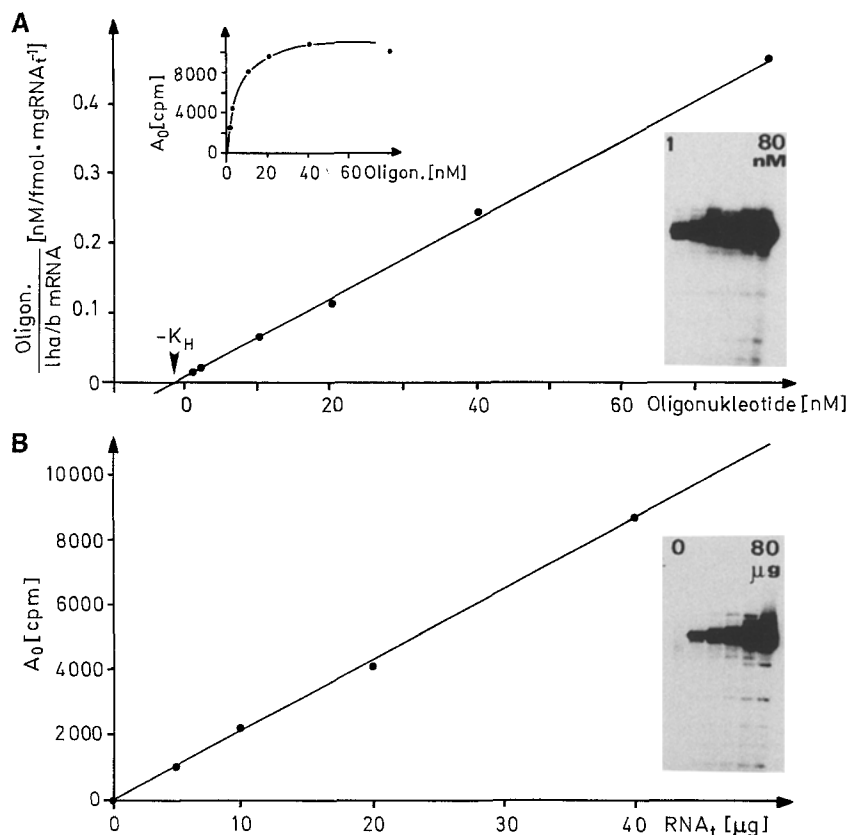 A
Oligon. / lha/b mRNA [nM/fmol·mgRNAt⁻¹]
0.4
0.3
0.2
0.1
0
-K_H
0 20 40 60 Oligonukleotide [nM]
A₀[cpm]
8000
4000
0
0 20 40 60 Oligon. [nM]
1 80
nM
B
A₀[cpm]
10000
8000
6000
4000
2000
0
0 10 20 30 40 RNAt [µg]
0 80
µg